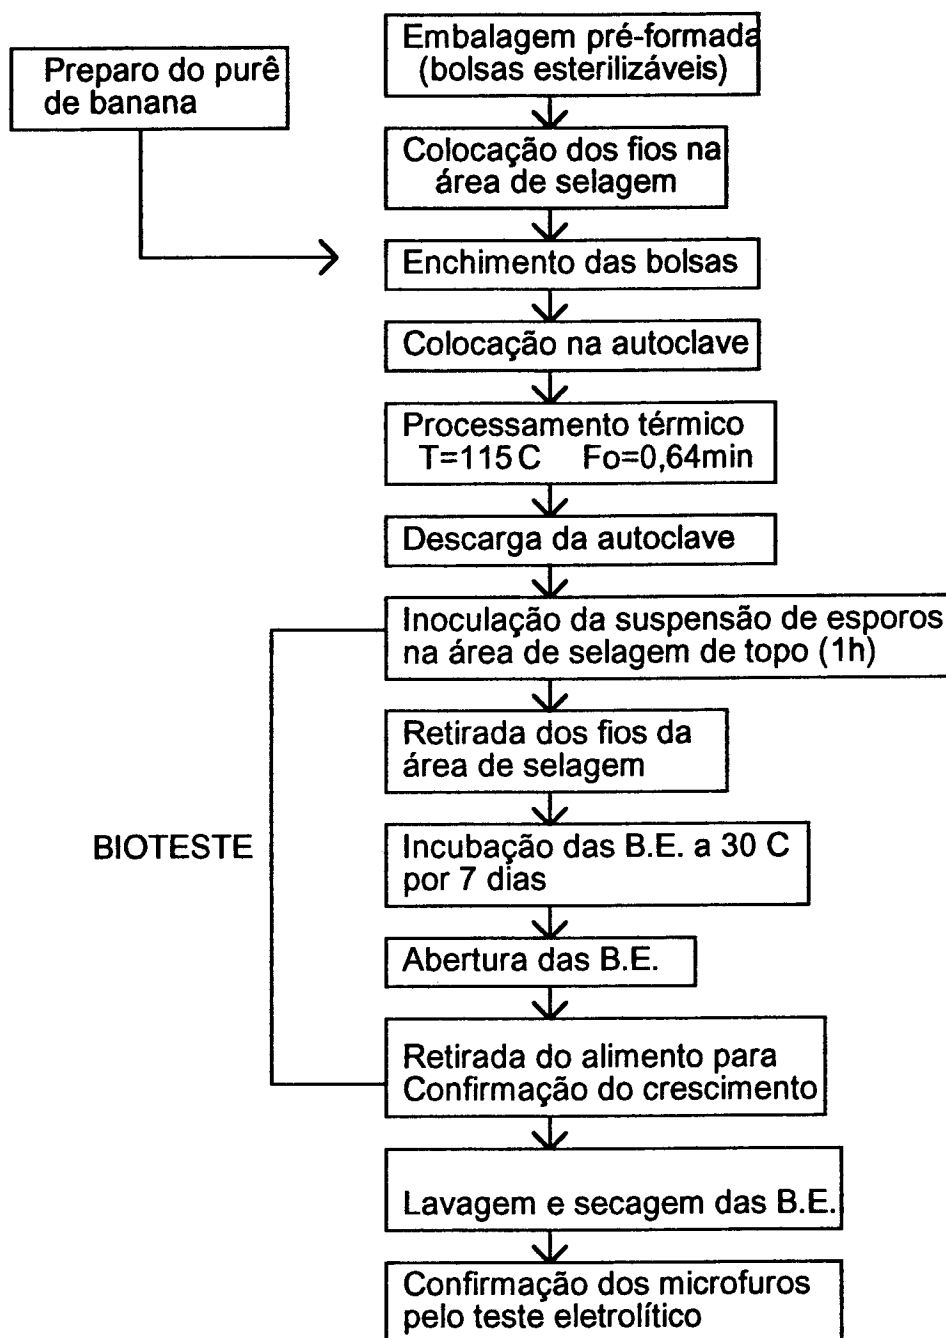 Preparo do purê
de banana
Embalagem pré-formada
(bolsas esterilizáveis)
Colocação dos fios na
área de selagem
Enchimento das bolsas
Colocação na autoclave
Processamento térmico
T=115 C Fo=0,64min
Descarga da autoclave
Inoculação da suspensão de esporos
na área de selagem de topo (1h)
Retirada dos fios da
área de selagem
BIOTESTE
Incubação das B.E. a 30 C
por 7 dias
Abertura das B.E.
Retirada do alimento para
Confirmação do crescimento
Lavagem e secagem das B.E.
Confirmação dos microfuros
pelo teste eletrolítico